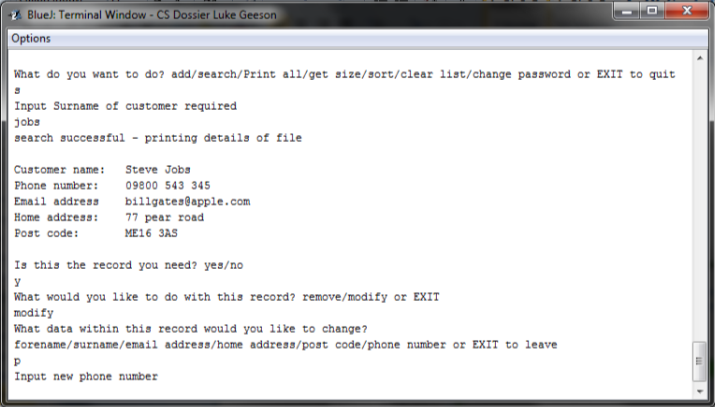 BlueJ: Terminal Window - CS Dossier Luke Geeson
Options
What do you want to do? add/search/Print all/get size/sort/clear list/change password or EXIT to quit
s
Input Surname of customer required
jobs
search successful - printing details of file
Customer name: Steve Jobs
Phone number: 09800 543 345
Email address billgates@apple.com
Home address: 77 pear road
Post code: ME16 3AS
Is this the record you need? yes/no
y
What would you like to do with this record? remove/modify or EXIT
modify
What data within this record would you like to change?
forename/surname/email address/home address/post code/phone number or EXIT to leave
p
Input new phone number